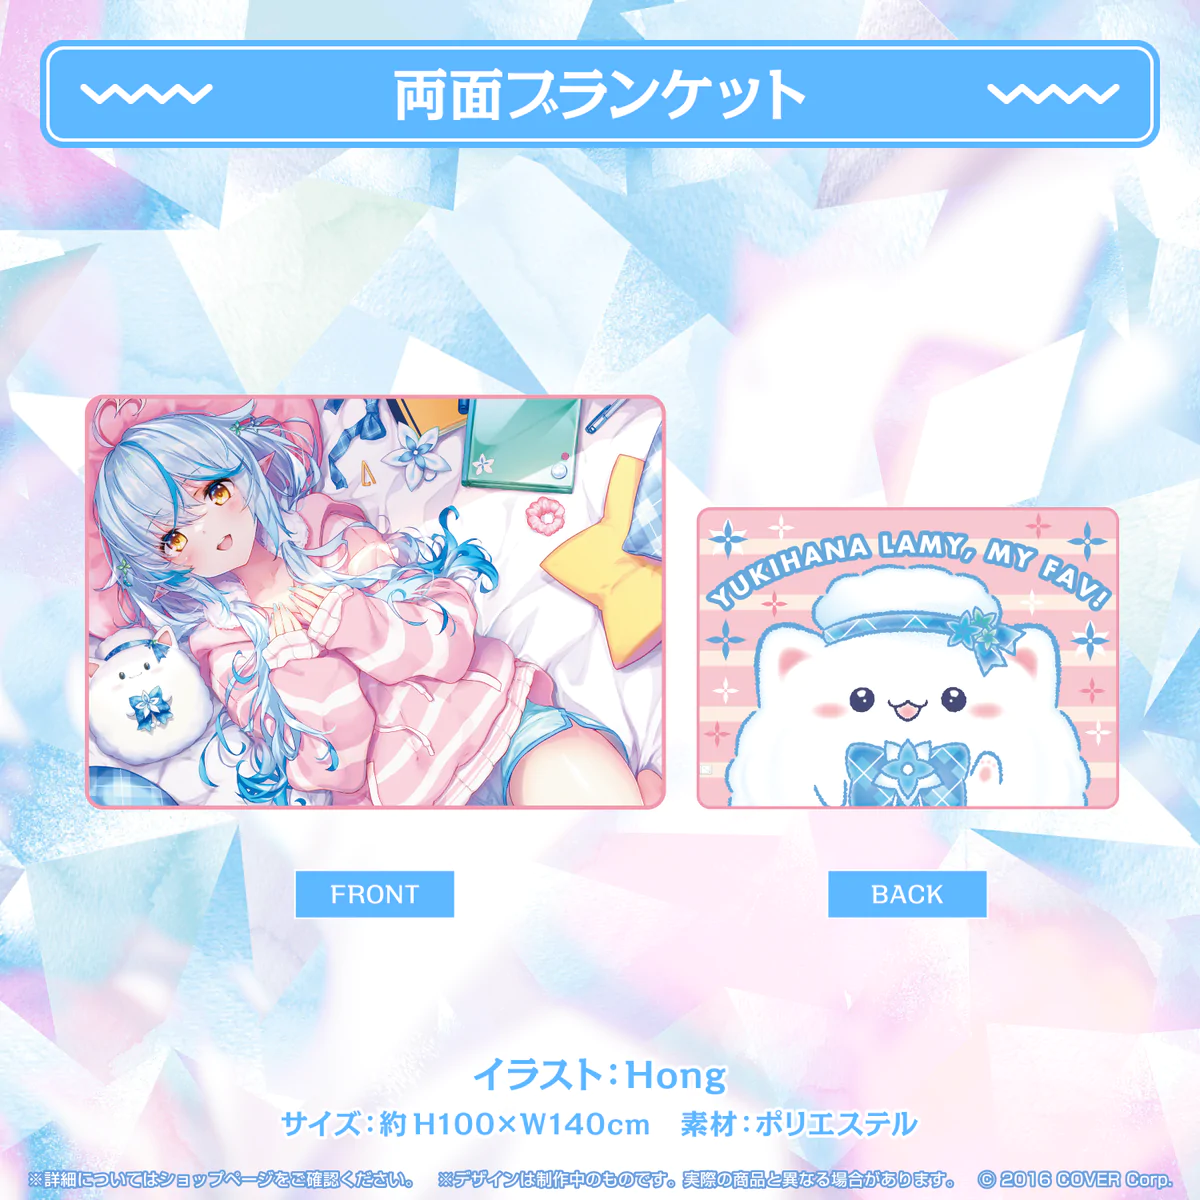 両面ブランケット
YUKIHANA LAMY, MY FAV!
FRONT
BACK
イラスト：Hong
サイズ：約H100×W140cm　素材：ポリエステル
※詳細についてはショップページをご確認ください。　※デザインは制作中のものです。実際の商品と異なる場合があります。　© 2016 COVER Corp.